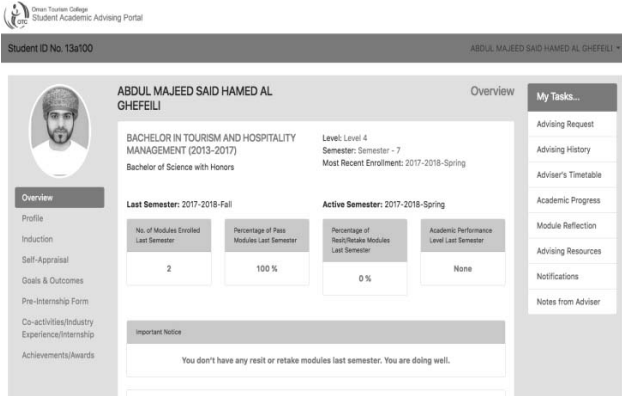 Oman Tourism College
Student Academic Advising Portal
OTC
Student ID No. 13a100
ABDUL MAJEED SAID HAMED AL GHEFEILI
ABDUL MAJEED SAID HAMED AL
GHEFEILI
Overview
BACHELOR IN TOURISM AND HOSPITALITY
MANAGEMENT (2013-2017)
Bachelor of Science with Honors
Level: Level 4
Semester: Semester - 7
Most Recent Enrollment: 2017-2018-Spring
Last Semester: 2017-2018-Fall
Active Semester: 2017-2018-Spring
No. of Modules Enrolled
Last Semester
2
Percentage of Pass
Modules Last Semester
100 %
Percentage of
Resit/Retake Modules
Last Semester
0 %
Academic Performance
Level Last Semester
None
Important Notice
You don't have any resit or retake modules last semester. You are doing well.
Overview
Profile
Induction
Self-Appraisal
Goals & Outcomes
Pre-Internship Form
Co-activities/Industry
Experience/Internship
Achievements/Awards
My Tasks...
Advising Request
Advising History
Adviser's Timetable
Academic Progress
Module Reflection
Advising Resources
Notifications
Notes from Adviser